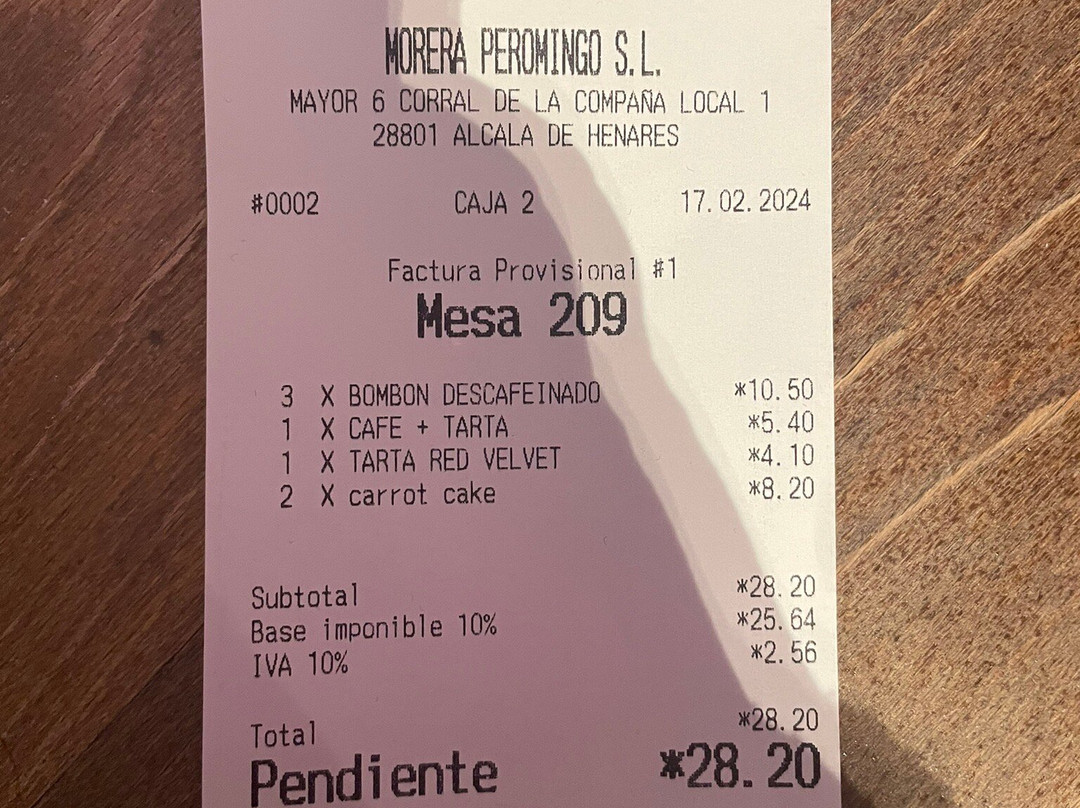 MORERA PEROMINGO S.L.
MAYOR 6 CORRAL DE LA COMPAÑA LOCAL 1
28801 ALCALA DE HENARES
#0002 CAJA 2 17.02.2024
Factura Provisional #1
Mesa 209
3 X BOMBON DESCAFEINADO *10.50
1 X CAFE + TARTA *5.40
1 X TARTA RED VELVET *4.10
2 X carrot cake *8.20
Subtotal *28.20
Base imponible 10% *25.64
IVA 10% *2.56
Total *28.20
Pendiente *28.20